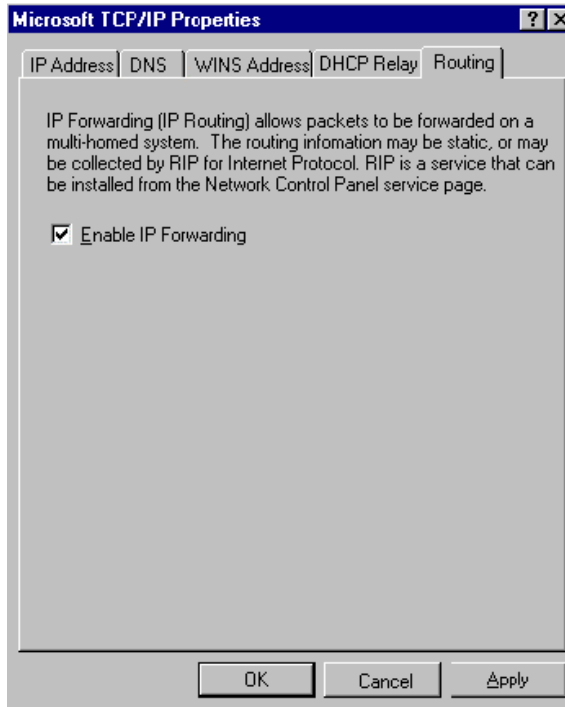 Microsoft TCP/IP Properties
IP Address DNS WINS Address DHCP Relay Routing
IP Forwarding (IP Routing) allows packets to be forwarded on a
multi-homed system. The routing infomation may be static, or may
be collected by RIP for Internet Protocol. RIP is a service that can
be installed from the Network Control Panel service page.
Enable IP Forwarding
OK Cancel Apply